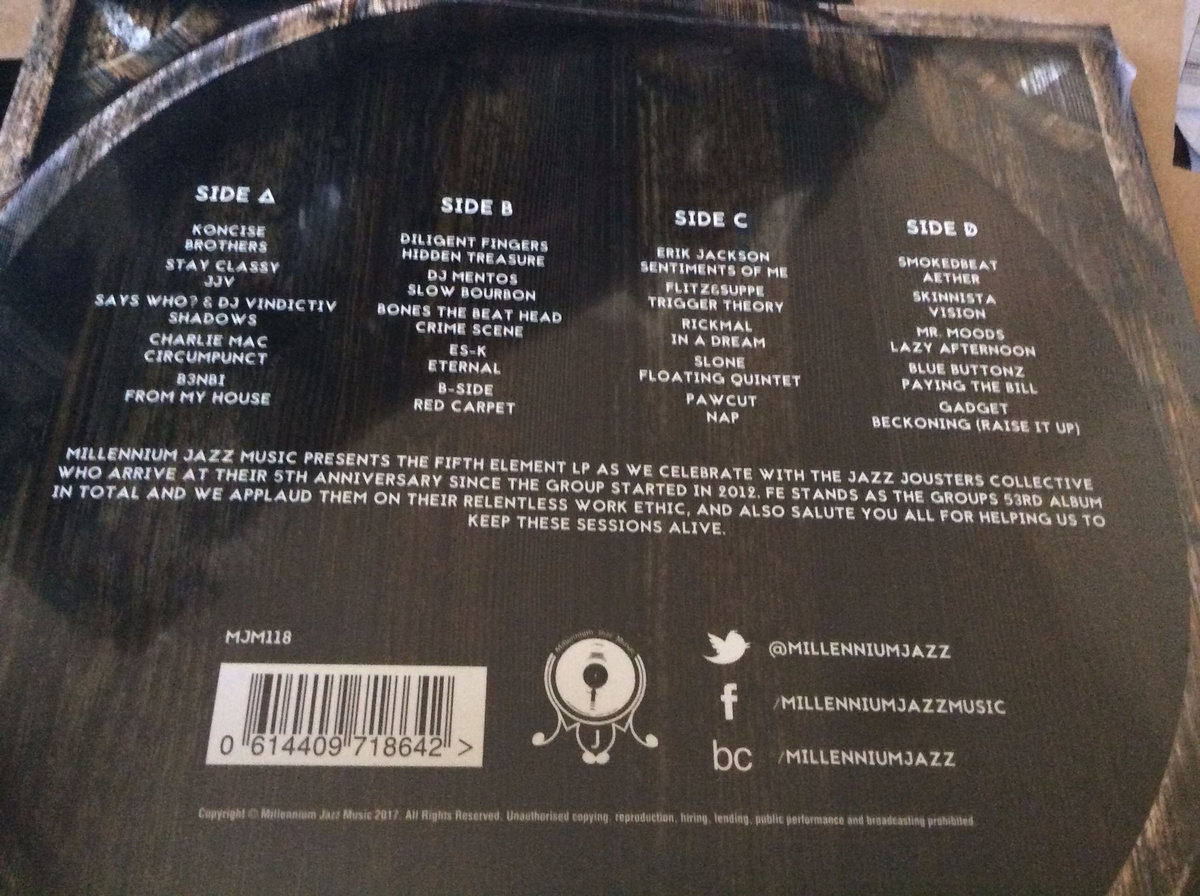 SIDE A
KONCISE
BROTHERS
STAY CLASSY
JJV
SAYS WHO? & DJ VINDICTIV
SHADOWS
CHARLIE MAC
CIRCUMPUNCT
B3NBI
FROM MY HOUSE
SIDE B
DILIGENT FINGERS
HIDDEN TREASURE
DJ MENTOS
SLOW BOURBON
BONES THE BEAT HEAD
CRIME SCENE
ES-K
ETERNAL
B-SIDE
RED CARPET
SIDE C
ERIK JACKSON
SENTIMENTS OF ME
FLITZ&SUPPE
TRIGGER THEORY
RICKMAL
IN A DREAM
SLONE
FLOATING QUINTET
PAWCUT
NAP
SIDE D
SMOKEDBEAT
AETHER
SKINNISTA
VISION
MR. MOODS
LAZY AFTERNOON
BLUE BUTTONZ
PAYING THE BILL
GADGET
BECKONING (RAISE IT UP)
MILLENNIUM JAZZ MUSIC PRESENTS THE FIFTH ELEMENT LP AS WE CELEBRATE WITH THE JAZZ JOUSTERS COLLECTIVE
WHO ARRIVE AT THEIR 5TH ANNIVERSARY SINCE THE GROUP STARTED IN 2012. FE STANDS AS THE GROUPS 53RD ALBUM
IN TOTAL AND WE APPLAUD THEM ON THEIR RELENTLESS WORK ETHIC, AND ALSO SALUTE YOU ALL FOR HELPING US TO
KEEP THESE SESSIONS ALIVE.
MJM118
0 614409 718642 >
Millennium Jazz Music
J
@MILLENNIUMJAZZ
f /MILLENNIUMJAZZMUSIC
bc /MILLENNIUMJAZZ
Copyright © Millennium Jazz Music 2017. All Rights Reserved. Unauthorised copying, reproduction, hiring, lending, public performance and broadcasting prohibited